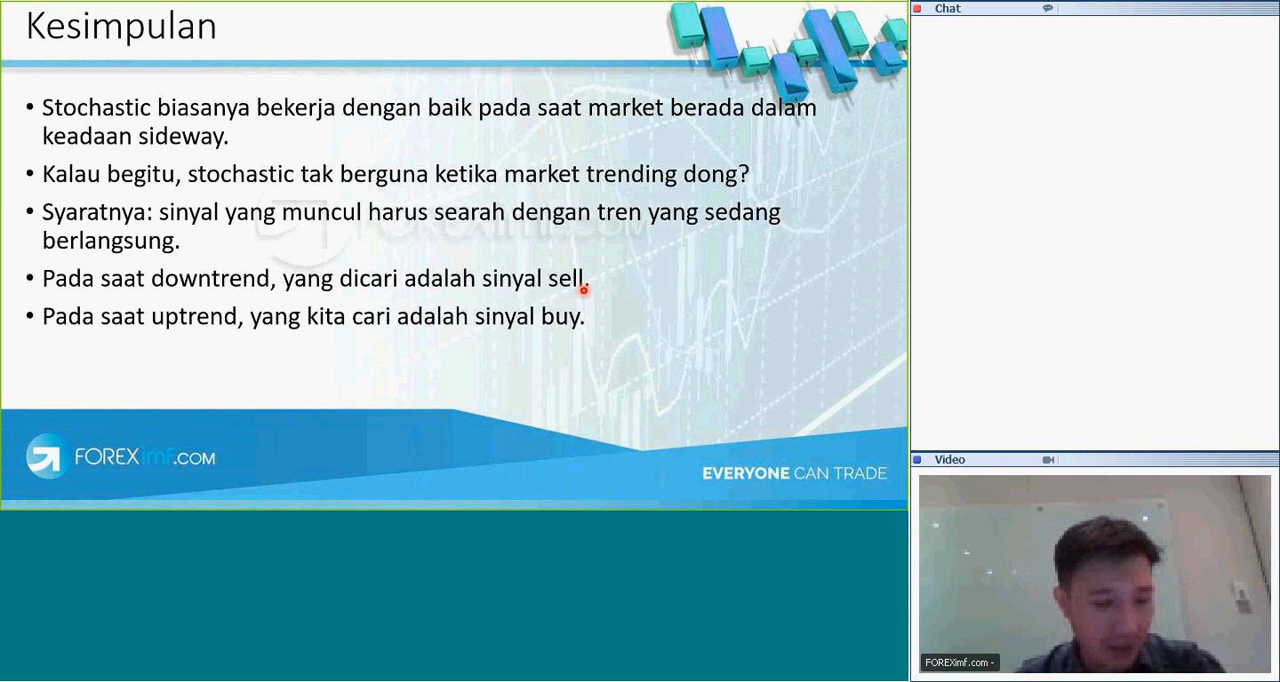 Kesimpulan
• Stochastic biasanya bekerja dengan baik pada saat market berada dalam
keadaan sideway.
• Kalau begitu, stochastic tak berguna ketika market trending dong?
• Syaratnya: sinyal yang muncul harus searah dengan tren yang sedang
berlangsung.
• Pada saat downtrend, yang dicari adalah sinyal sell.
• Pada saat uptrend, yang kita cari adalah sinyal buy.
FOREXimf.COM
EVERYONE CAN TRADE
Chat
Video
FOREXimf.com -